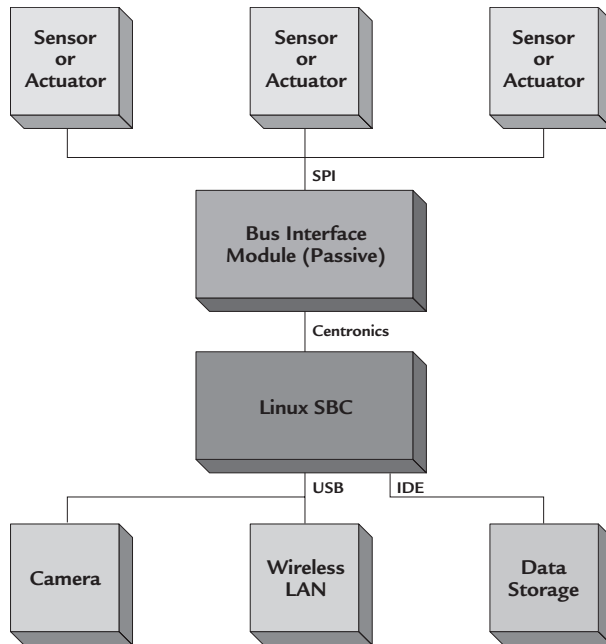 Sensor
or
Actuator
Sensor
or
Actuator
Sensor
or
Actuator
SPI
Bus Interface
Module (Passive)
Centronics
Linux SBC
USB
IDE
Camera
Wireless
LAN
Data
Storage